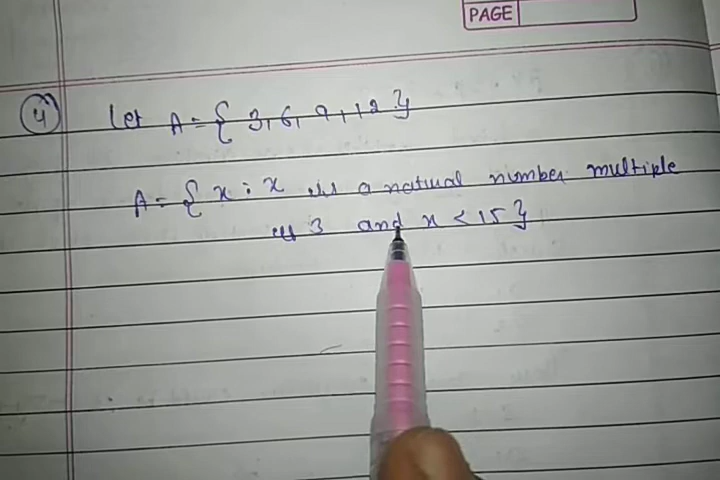 PAGE
4 Let A = { 3, 6, 9, 12 }
A = { x : x is a natural number multiple
of 3 and x < 15 }